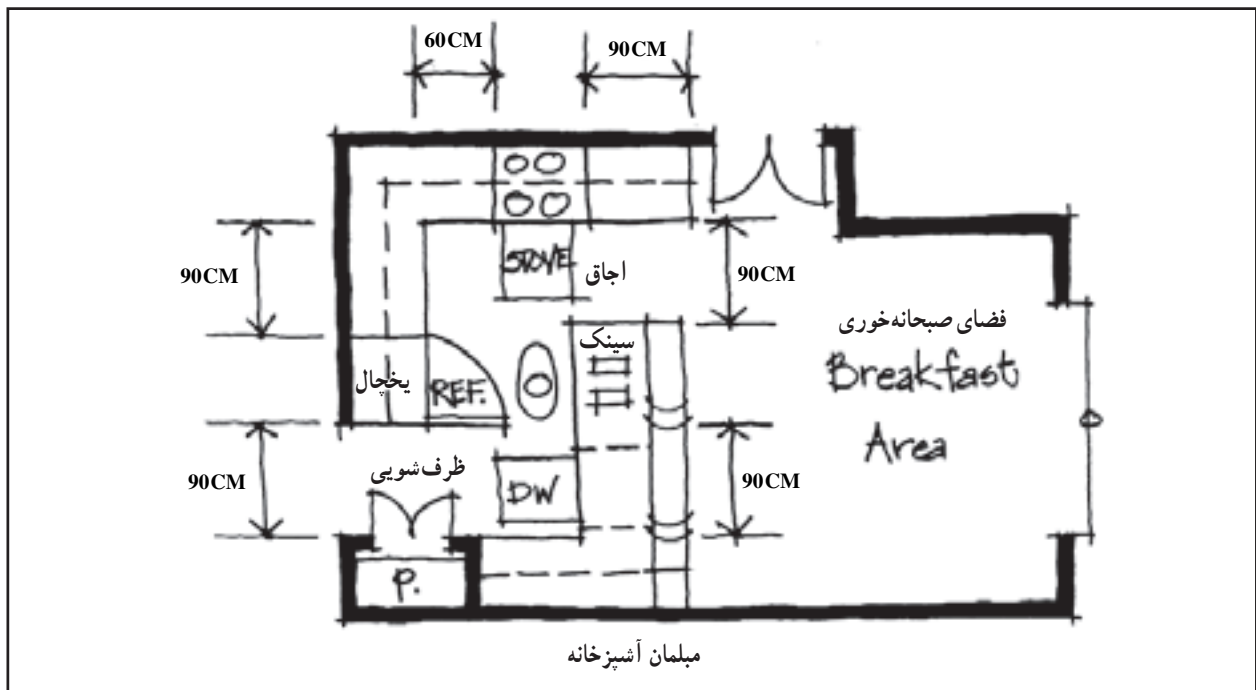 60CM
90CM
STOVE
اجاق
90CM
90CM
فضای صبحانه‌خوری
سینک
Breakfast
یخچال
REF.
Area
ظرف‌شویی
90CM
DW
90CM
P.
مبلمان آشپزخانه